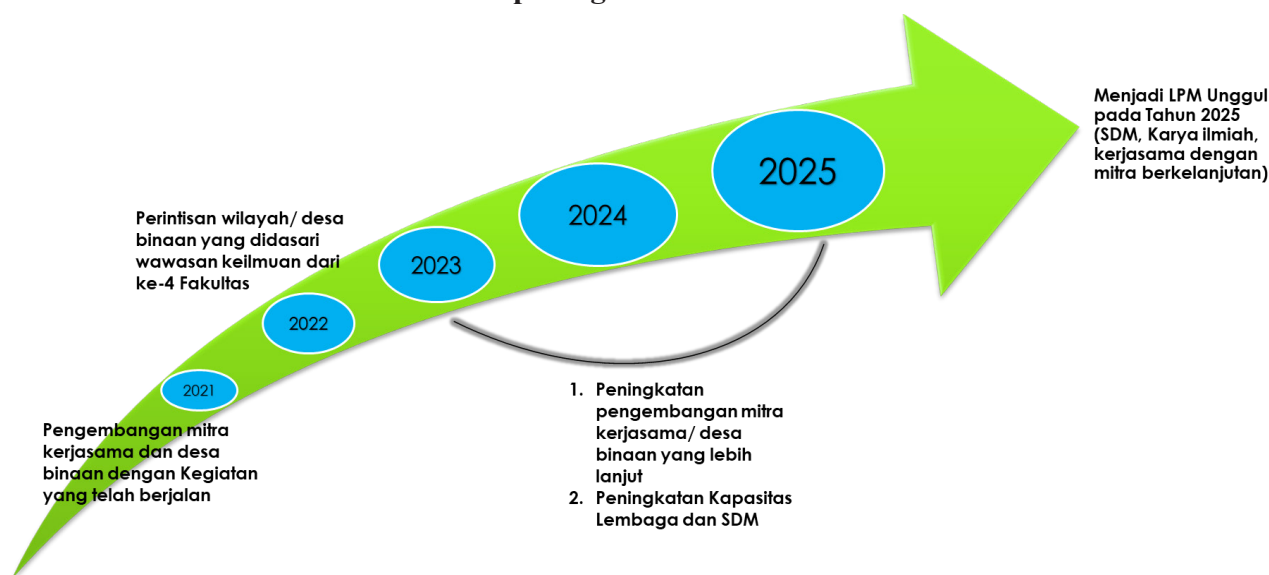 Menjadi LPM Unggul
pada Tahun 2025
(SDM, Karya ilmiah,
kerjasama dengan
mitra berkelanjutan)
2025
2024
2023
2022
2021
Perintisan wilayah/ desa
binaan yang didasari
wawasan keilmuan dari
ke-4 Fakultas
Pengembangan mitra
kerjasama dan desa
binaan dengan Kegiatan
yang telah berjalan
1. Peningkatan
pengembangan mitra
kerjasama/ desa
binaan yang lebih
lanjut
2. Peningkatan Kapasitas
Lembaga dan SDM